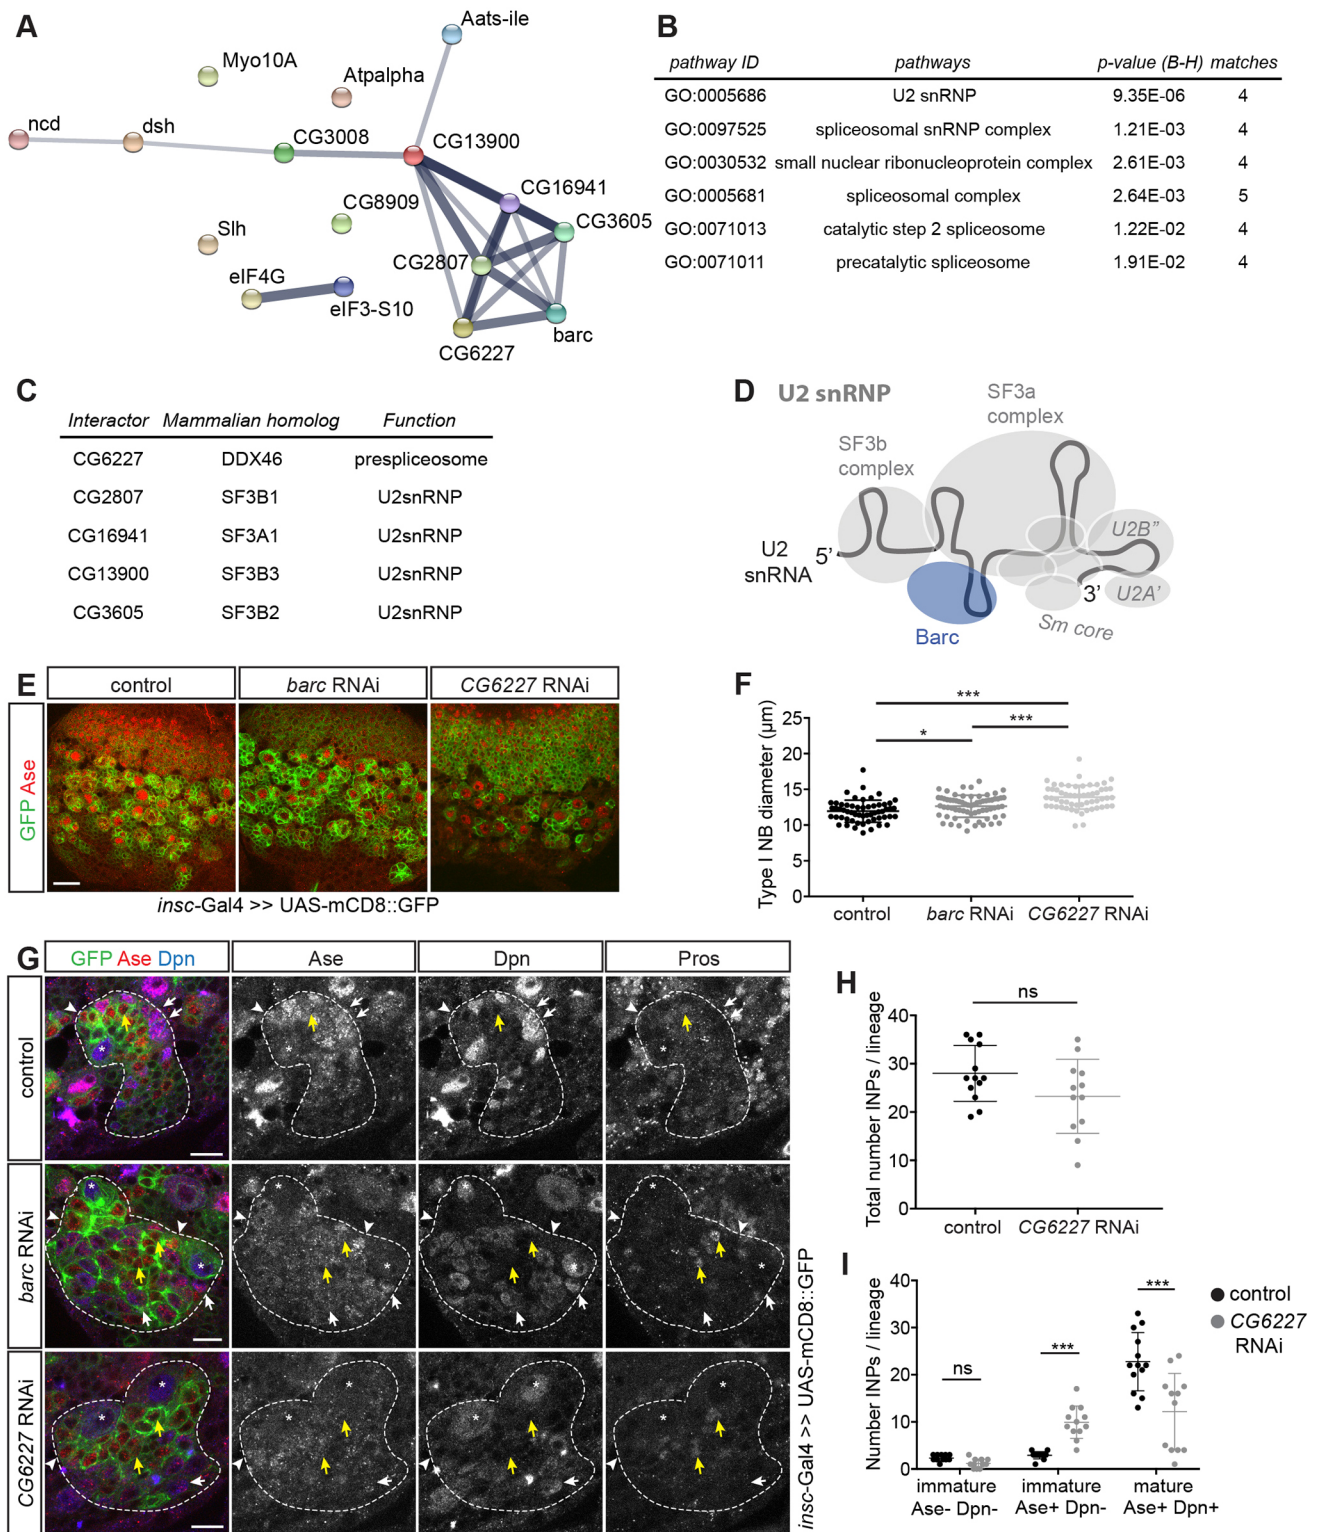 A
Aats-ile
Myo10A
Atpalpha
ncd
dsh
CG3008
CG13900
CG16941
CG8909
CG3605
Slh
CG2807
eIF4G
eIF3-S10
barc
CG6227
B
pathway ID pathways p-value (B-H) matches
GO:0005686 U2 snRNP 9.35E-06 4
GO:0097525 spliceosomal snRNP complex 1.21E-03 4
GO:0030532 small nuclear ribonucleoprotein complex 2.61E-03 4
GO:0005681 spliceosomal complex 2.64E-03 5
GO:0071013 catalytic step 2 spliceosome 1.22E-02 4
GO:0071011 precatalytic spliceosome 1.91E-02 4
C
Interactor Mammalian homolog Function
CG6227 DDX46 prespliceosome
CG2807 SF3B1 U2snRNP
CG16941 SF3A1 U2snRNP
CG13900 SF3B3 U2snRNP
CG3605 SF3B2 U2snRNP
D U2 snRNP
SF3a
complex
SF3b
complex
U2
snRNA
5’
U2B”
3’
U2A’
Sm core
Barc
E
control barc RNAi CG6227 RNAi
GFP Ase
insc-Gal4 >> UAS-mCD8::GFP
F
Type I NB diameter (µm)
25
20
15
10
5
0
***
***
*
control barc RNAi CG6227 RNAi
G
GFP Ase Dpn Ase Dpn Pros
control
*
*
*
*
barc RNAi
*
*
*
*
*
*
*
*
CG6227 RNAi
*
*
*
*
*
*
*
*
insc-Gal4 >> UAS-mCD8::GFP
H
Total number INPs / lineage
40
30
20
10
0
ns
control CG6227 RNAi
I
Number INPs / lineage
40
30
20
10
0
ns
***
***
immature
Ase- Dpn-
immature
Ase+ Dpn-
mature
Ase+ Dpn+
control
CG6227
RNAi